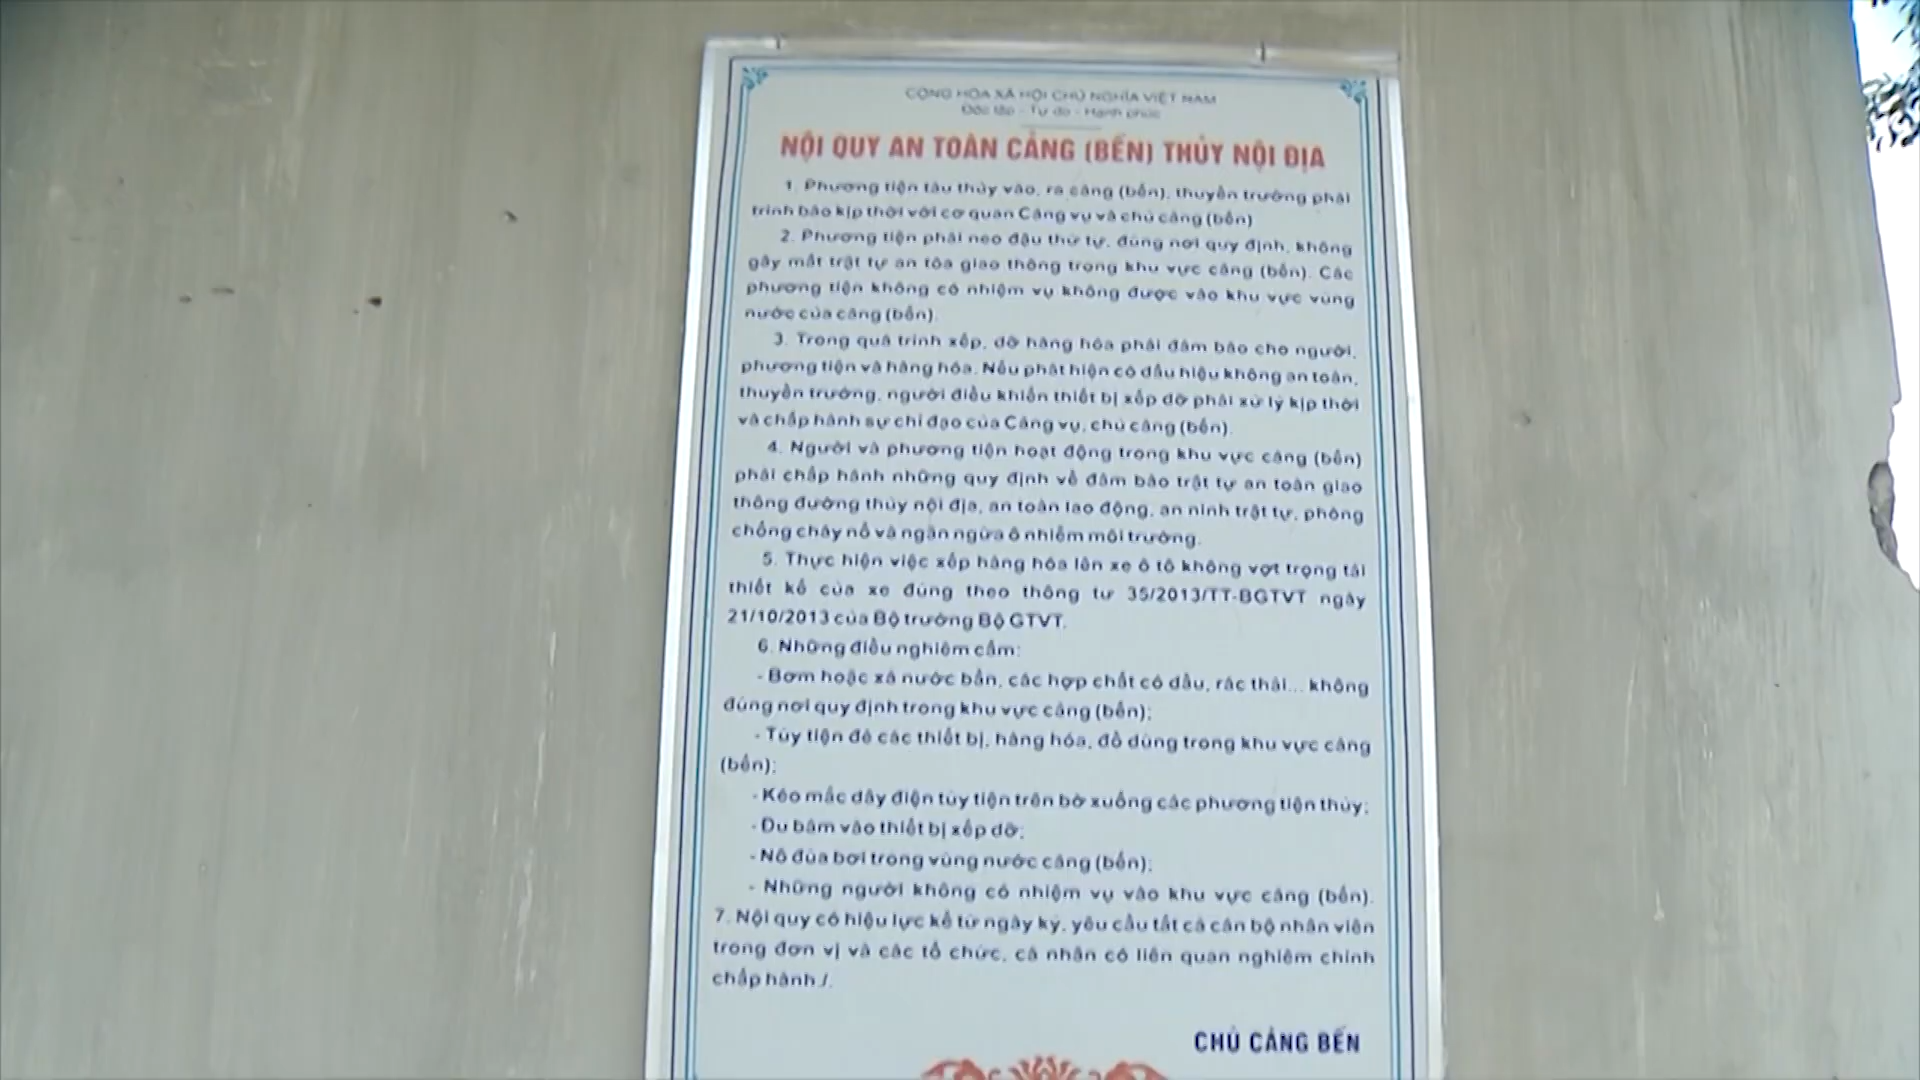 CỘNG HÒA XÃ HỘI CHỦ NGHĨA VIỆT NAM
Độc lập - Tự do - Hạnh phúc
NỘI QUY AN TOÀN CẢNG (BẾN) THỦY NỘI ĐỊA
1. Phương tiện tàu thủy vào, ra cảng (bến), thuyền trưởng phải
trình báo kịp thời với cơ quan Cảng vụ và chủ cảng (bến)
2. Phương tiện phải neo đậu thứ tự, đúng nơi quy định, không
gây mất trật tự an tòa giao thông trong khu vực cảng (bến). Các
phương tiện không có nhiệm vụ không được vào khu vực vùng
nước của cảng (bến).
3. Trong quá trình xếp, dỡ hàng hóa phải đảm bảo cho người,
phương tiện và hàng hóa. Nếu phát hiện có dấu hiệu không an toàn,
thuyền trưởng, người điều khiển thiết bị xếp dỡ phải xử lý kịp thời
và chấp hành sự chỉ đạo của Cảng vụ, chủ cảng (bến).
4. Người và phương tiện hoạt động trong khu vực cảng (bến)
phải chấp hành những quy định về đảm bảo trật tự an toàn giao
thông đường thủy nội địa, an toàn lao động, an ninh trật tự, phòng
chống cháy nổ và ngăn ngừa ô nhiễm môi trường.
5. Thực hiện việc xếp hàng hóa lên xe ô tô không vợt trọng tải
thiết kế của xe đúng theo thông tư 35/2013/TT-BGTVT ngày
21/10/2013 của Bộ trưởng Bộ GTVT.
6. Những điều nghiêm cấm:
- Bơm hoặc xả nước bẩn, các hợp chất có dầu, rác thải... không
đúng nơi quy định trong khu vực cảng (bến);
- Tùy tiện để các thiết bị, hàng hóa, đồ dùng trong khu vực cảng
(bến);
- Kéo mắc dây điện tùy tiện trên bờ xuống các phương tiện thủy;
- Đu bám vào thiết bị xếp dỡ;
- Nô đùa bơi trong vùng nước cảng (bến);
- Những người không có nhiệm vụ vào khu vực cảng (bến).
7. Nội quy có hiệu lực kể từ ngày ký, yêu cầu tất cả cán bộ nhân viên
trong đơn vị và các tổ chức, cá nhân có liên quan nghiêm chỉnh
chấp hành ./.
CHỦ CẢNG BẾN